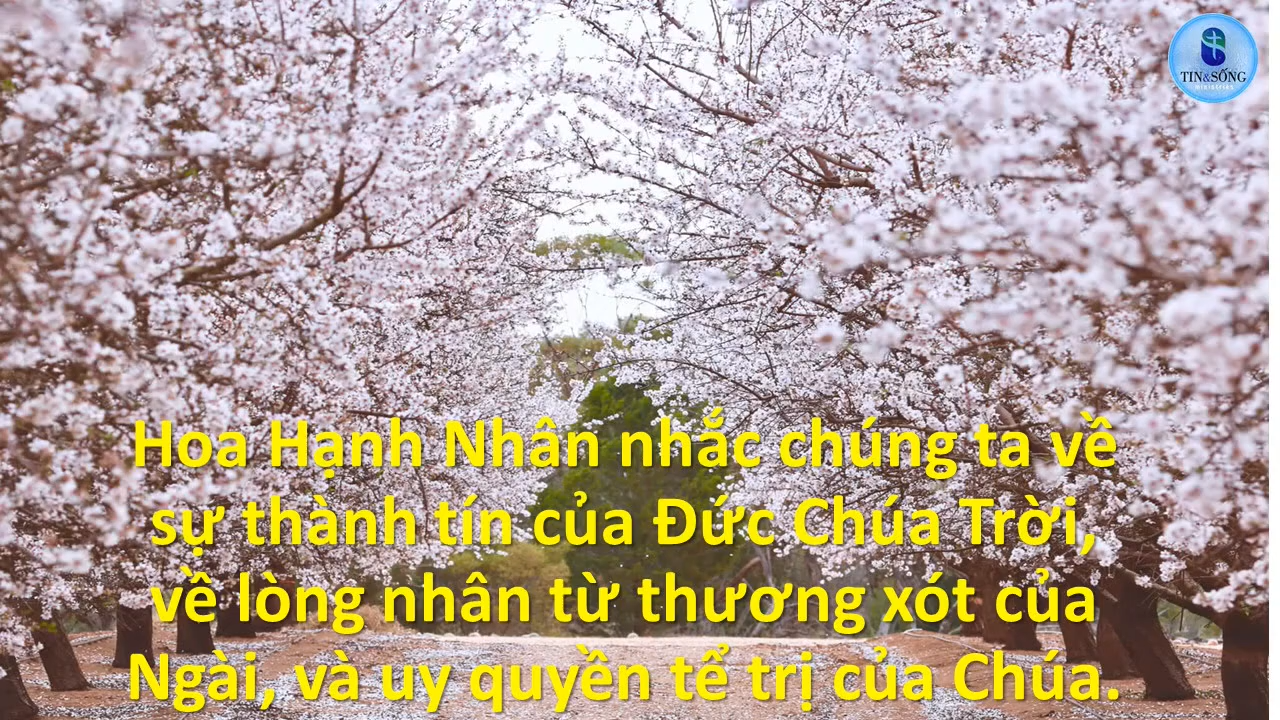 TIN&SỐNG
ministries
Hoa Hạnh Nhân nhắc chúng ta về
sự thành tín của Đức Chúa Trời,
về lòng nhân từ thương xót của
Ngài, và uy quyền tể trị của Chúa.